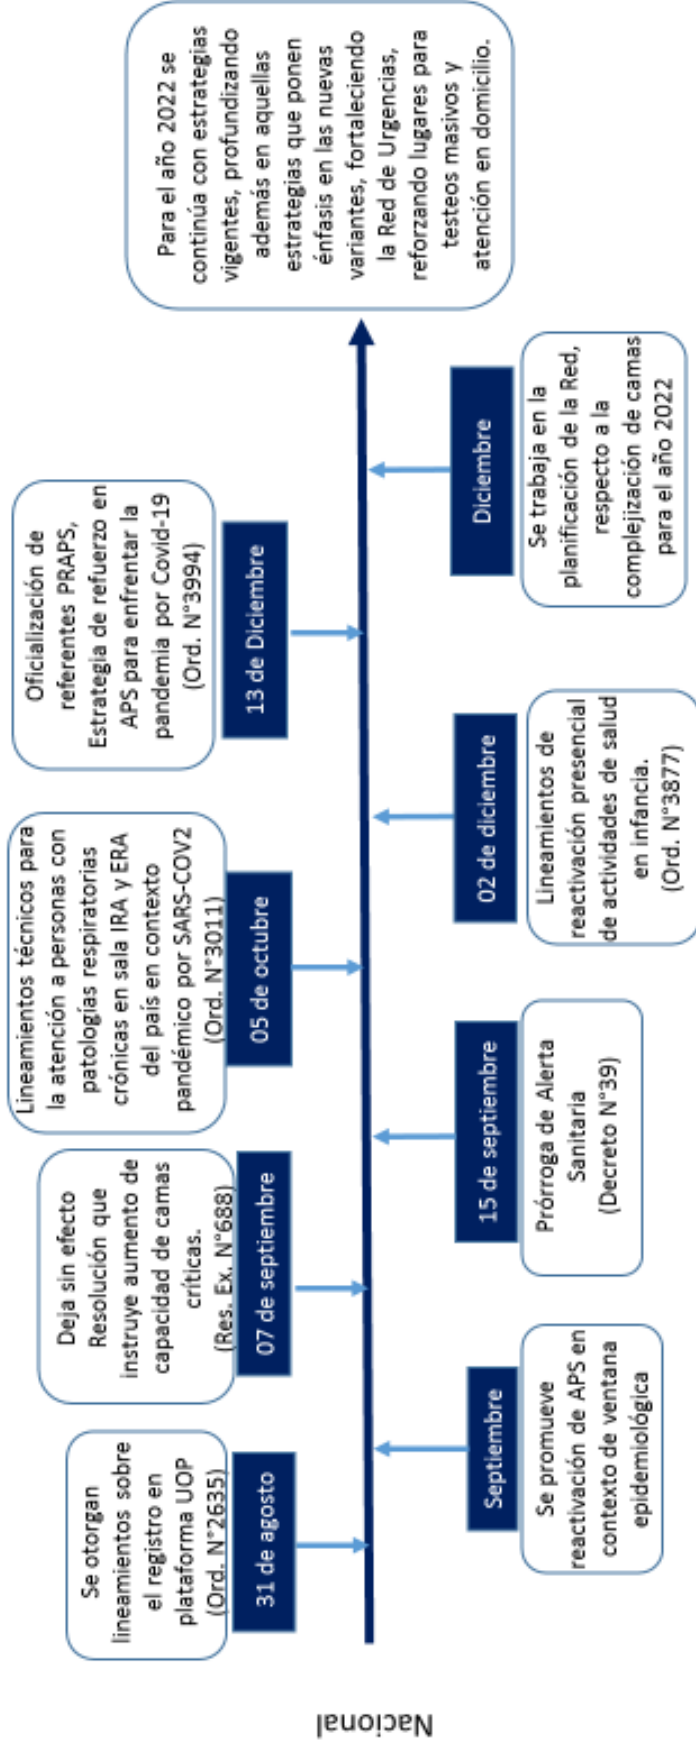 Nacional
Se otorgan
lineamientos sobre
el registro en
plataforma UOP
(Ord. N°2635)
31 de agosto
Septiembre
Se promueve
reactivación de APS en
contexto de ventana
epidemiológica
Deja sin efecto
Resolución que
instruye aumento de
capacidad de camas
críticas.
(Res. Ex. N°688)
07 de septiembre
15 de septiembre
Prórroga de Alerta
Sanitaria
(Decreto N°39)
Lineamientos técnicos para
la atención a personas con
patologías respiratorias
crónicas en sala IRA y ERA
del país en contexto
pandémico por SARS-COV2
(Ord. N°3011)
05 de octubre
02 de diciembre
Lineamientos de
reactivación presencial
de actividades de salud
en infancia.
(Ord. N°3877)
Oficialización de
referentes PRAPS,
Estrategia de refuerzo en
APS para enfrentar la
pandemia por Covid-19
(Ord. N°3994)
13 de Diciembre
Diciembre
Se trabaja en la
planificación de la Red,
respecto a la
complejización de camas
para el año 2022
Para el año 2022 se
continúa con estrategias
vigentes, profundizando
además en aquellas
estrategias que ponen
énfasis en las nuevas
variantes, fortaleciendo
la Red de Urgencias,
reforzando lugares para
testeos masivos y
atención en domicilio.